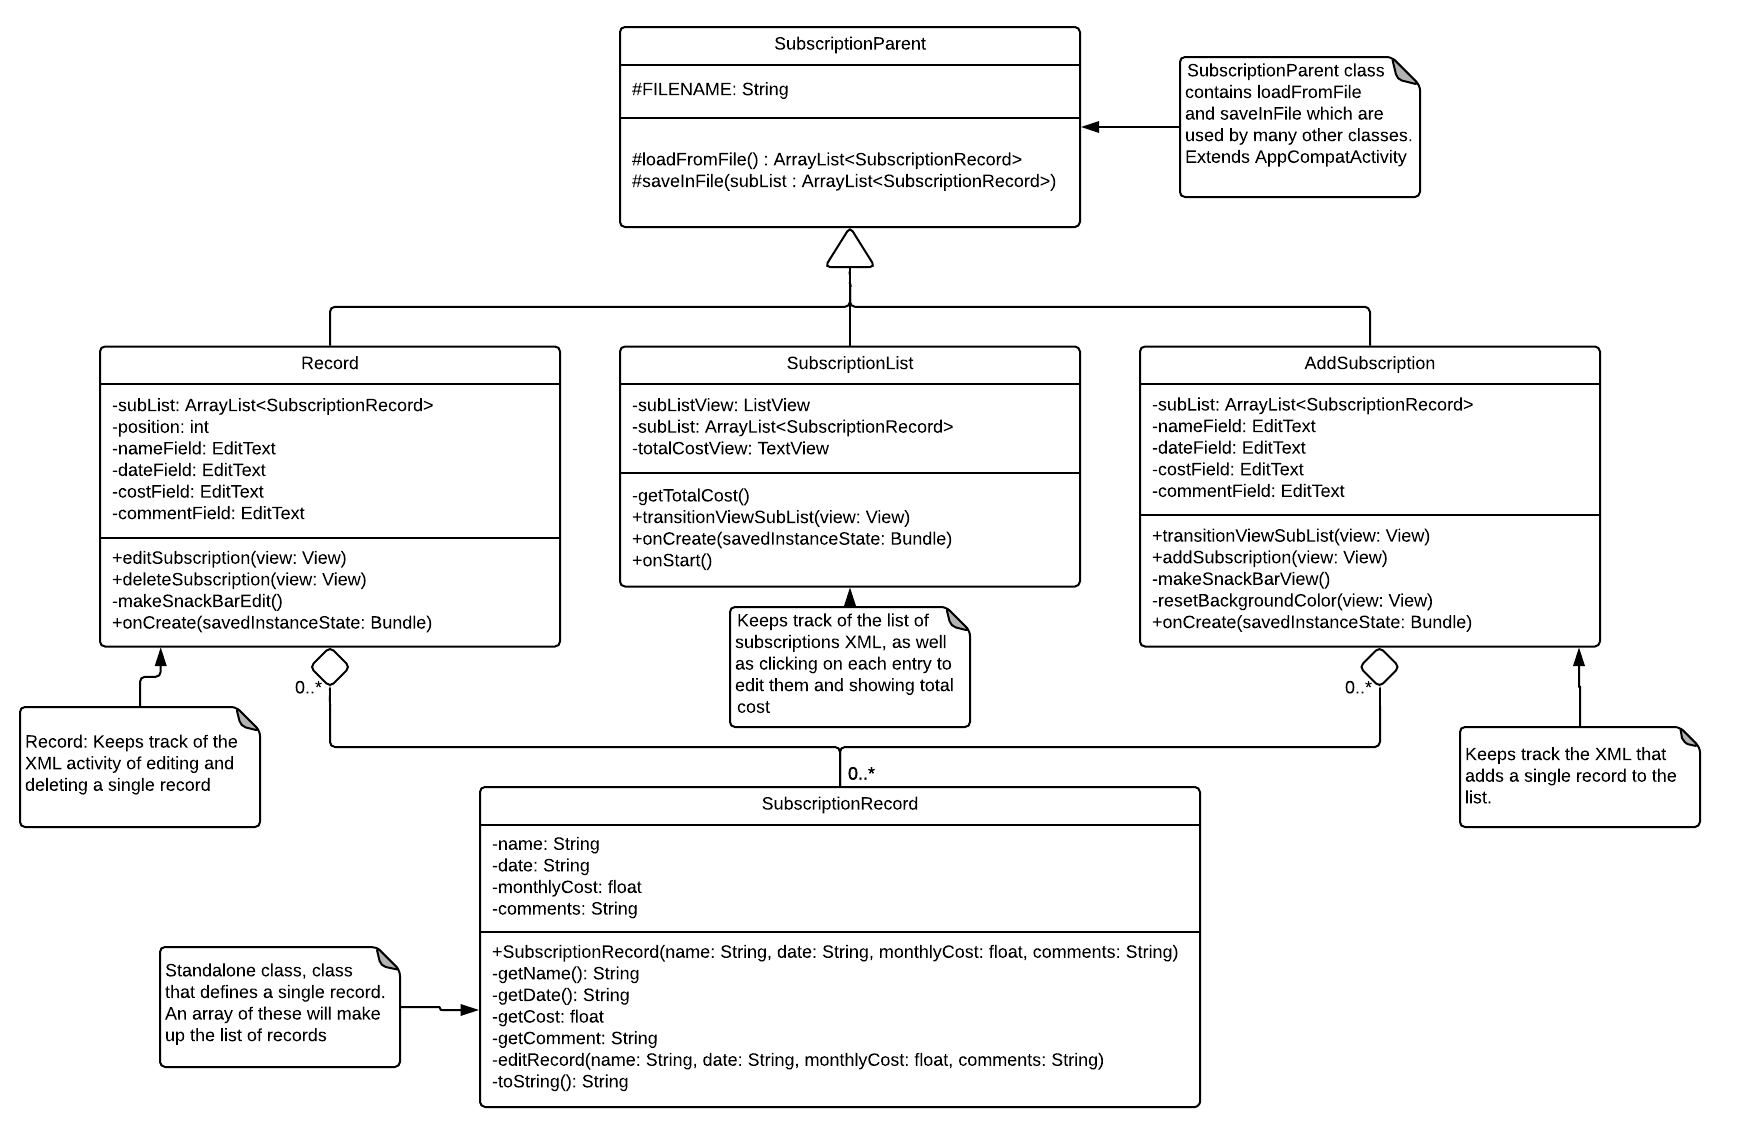 SubscriptionParent
#FILENAME: String
#loadFromFile() : ArrayList<SubscriptionRecord>
#saveInFile(subList : ArrayList<SubscriptionRecord>)
SubscriptionParent class
contains loadFromFile
and saveInFile which are
used by many other classes.
Extends AppCompatActivity
Record
-subList: ArrayList<SubscriptionRecord>
-position: int
-nameField: EditText
-dateField: EditText
-costField: EditText
-commentField: EditText
+editSubscription(view: View)
+deleteSubscription(view: View)
-makeSnackBarEdit()
+onCreate(savedInstanceState: Bundle)
SubscriptionList
-subListView: ListView
-subList: ArrayList<SubscriptionRecord>
-totalCostView: TextView
-getTotalCost()
+transitionViewSubList(view: View)
+onCreate(savedInstanceState: Bundle)
+onStart()
AddSubscription
-subList: ArrayList<SubscriptionRecord>
-nameField: EditText
-dateField: EditText
-costField: EditText
-commentField: EditText
+transitionViewSubList(view: View)
+addSubscription(view: View)
-makeSnackBarView()
-resetBackgroundColor(view: View)
+onCreate(savedInstanceState: Bundle)
0..*
Keeps track of the list of
subscriptions XML, as well
as clicking on each entry to
edit them and showing total
cost
0..*
Record: Keeps track of the
XML activity of editing and
deleting a single record
Keeps track the XML that
adds a single record to the
list.
0..*
SubscriptionRecord
-name: String
-date: String
-monthlyCost: float
-comments: String
+SubscriptionRecord(name: String, date: String, monthlyCost: float, comments: String)
-getName(): String
-getDate(): String
-getCost: float
-getComment: String
-editRecord(name: String, date: String, monthlyCost: float, comments: String)
-toString(): String
Standalone class, class
that defines a single record.
An array of these will make
up the list of records